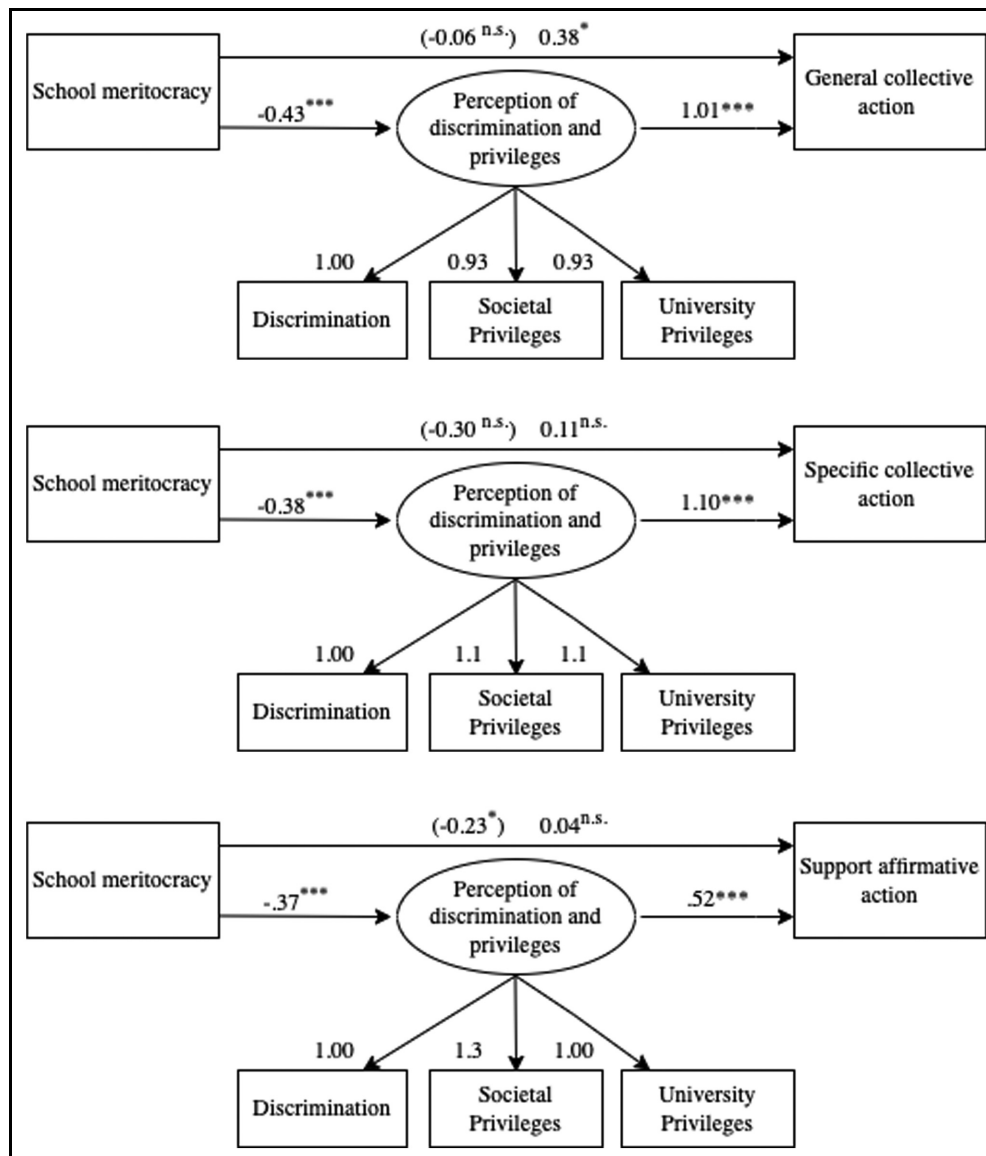 (-0.06 n.s.) 0.38*
School meritocracy
-0.43***
Perception of
discrimination and
privileges
1.01***
General collective
action
1.00
0.93
0.93
Discrimination
Societal
Privileges
University
Privileges
(-0.30 n.s.) 0.11n.s.
School meritocracy
-0.38***
Perception of
discrimination and
privileges
1.10***
Specific collective
action
1.00
1.1
1.1
Discrimination
Societal
Privileges
University
Privileges
(-0.23*) 0.04n.s.
School meritocracy
-.37***
Perception of
discrimination and
privileges
.52***
Support affirmative
action
1.00
1.3
1.00
Discrimination
Societal
Privileges
University
Privileges